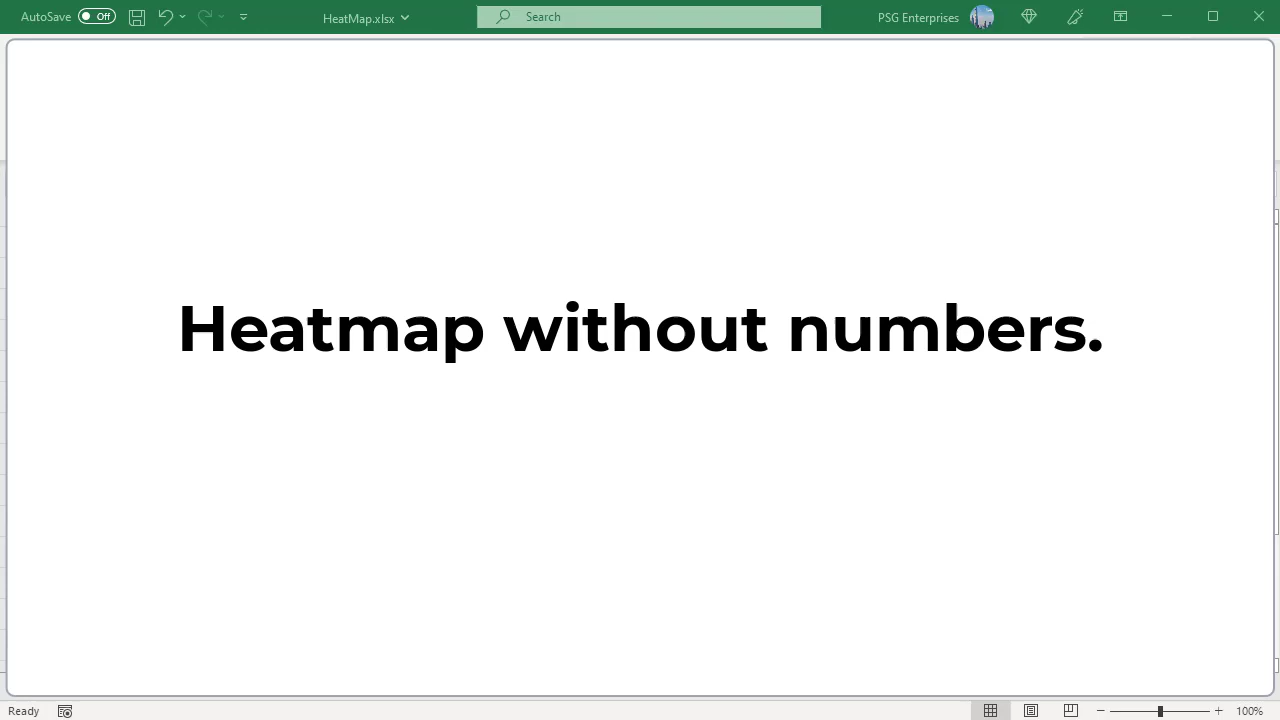 AutoSave Off HeatMap.xlsx Search PSG Enterprises
Heatmap without numbers.
Ready 100%